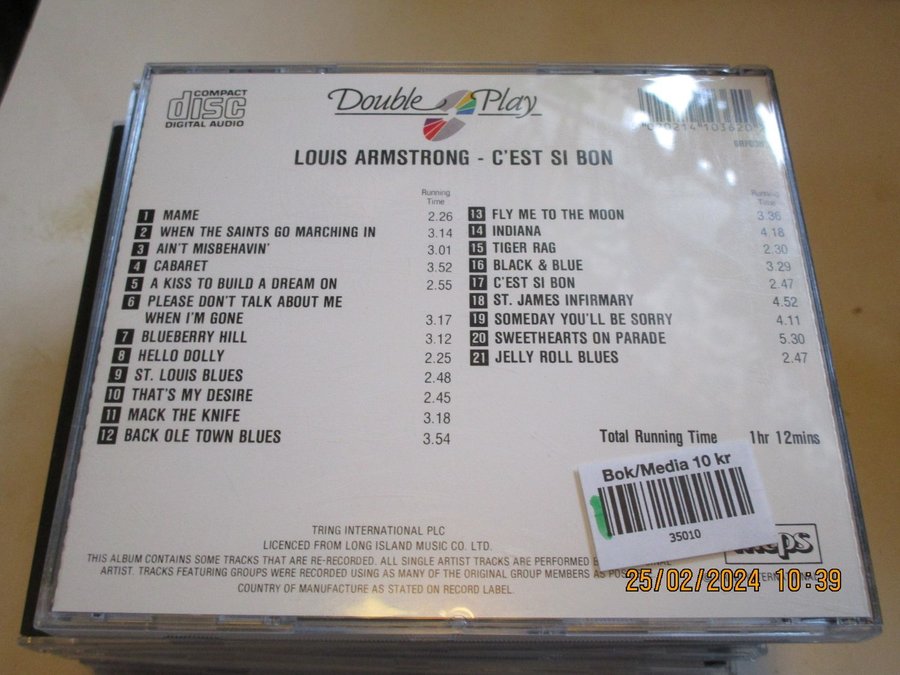 COMPACT
disc
DIGITAL AUDIO
Double Play
LOUIS ARMSTRONG - C'EST SI BON
Running
Time
1 MAME 2.26
2 WHEN THE SAINTS GO MARCHING IN 3.14
3 AIN'T MISBEHAVIN' 3.01
4 CABARET 3.52
5 A KISS TO BUILD A DREAM ON 2.55
6 PLEASE DON'T TALK ABOUT ME
WHEN I'M GONE 3.17
7 BLUEBERRY HILL 3.12
8 HELLO DOLLY 2.25
9 ST. LOUIS BLUES 2.48
10 THAT'S MY DESIRE 2.45
11 MACK THE KNIFE 3.18
12 BACK OLE TOWN BLUES 3.54
Running
Time
13 FLY ME TO THE MOON 3.36
14 INDIANA 4.18
15 TIGER RAG 2.30
16 BLACK & BLUE 3.29
17 C'EST SI BON 2.47
18 ST. JAMES INFIRMARY 4.52
19 SOMEDAY YOU'LL BE SORRY 4.11
20 SWEETHEARTS ON PARADE 5.30
21 JELLY ROLL BLUES 2.47
Total Running Time 1hr 12mins
Bok/Media 10 kr
35010
TRING INTERNATIONAL PLC
LICENCED FROM LONG ISLAND MUSIC CO. LTD.
THIS ALBUM CONTAINS SOME TRACKS THAT ARE RE-RECORDED. ALL SINGLE ARTIST TRACKS ARE PERFORMED
ARTIST. TRACKS FEATURING GROUPS WERE RECORDED USING AS MANY OF THE ORIGINAL GROUP MEMBERS AS
COUNTRY OF MANUFACTURE AS STATED ON RECORD LABEL.
25/02/2024 10:39